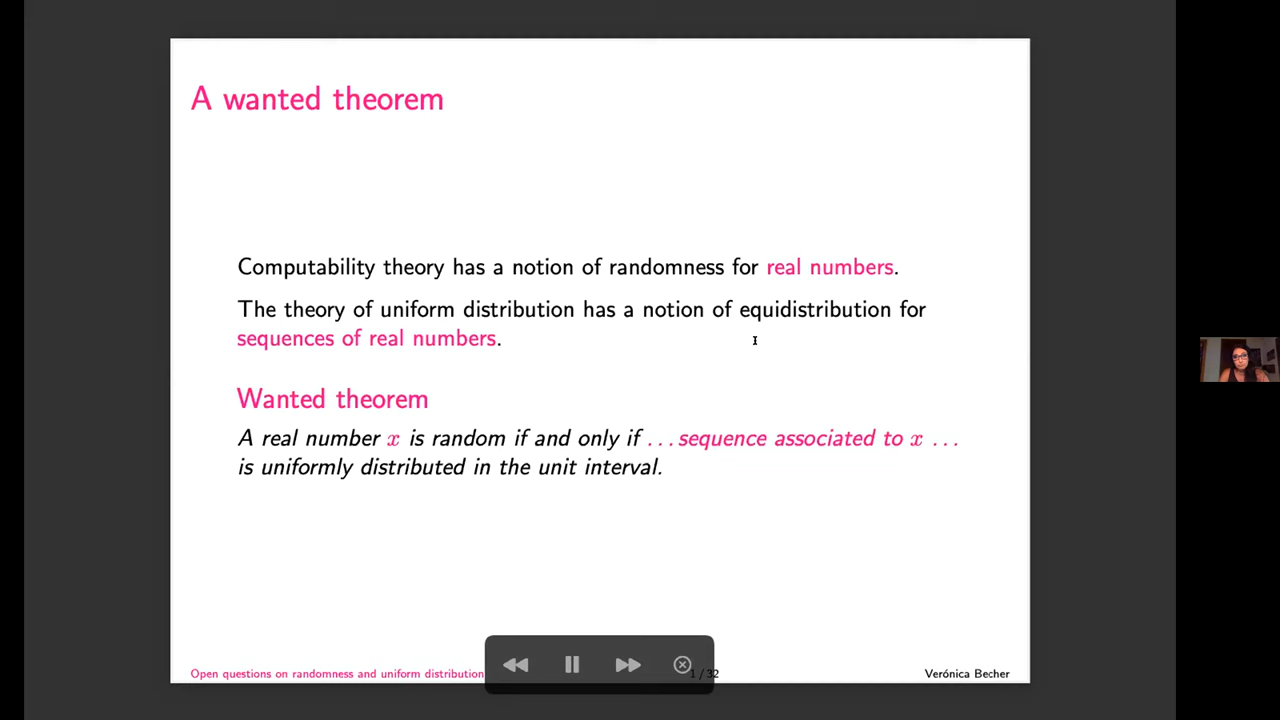 A wanted theorem
Computability theory has a notion of randomness for real numbers.
The theory of uniform distribution has a notion of equidistribution for
sequences of real numbers.
Wanted theorem
A real number x is random if and only if ...sequence associated to x ...
is uniformly distributed in the unit interval.
Open questions on randomness and uniform distribution
1 / 32
Verónica Becher